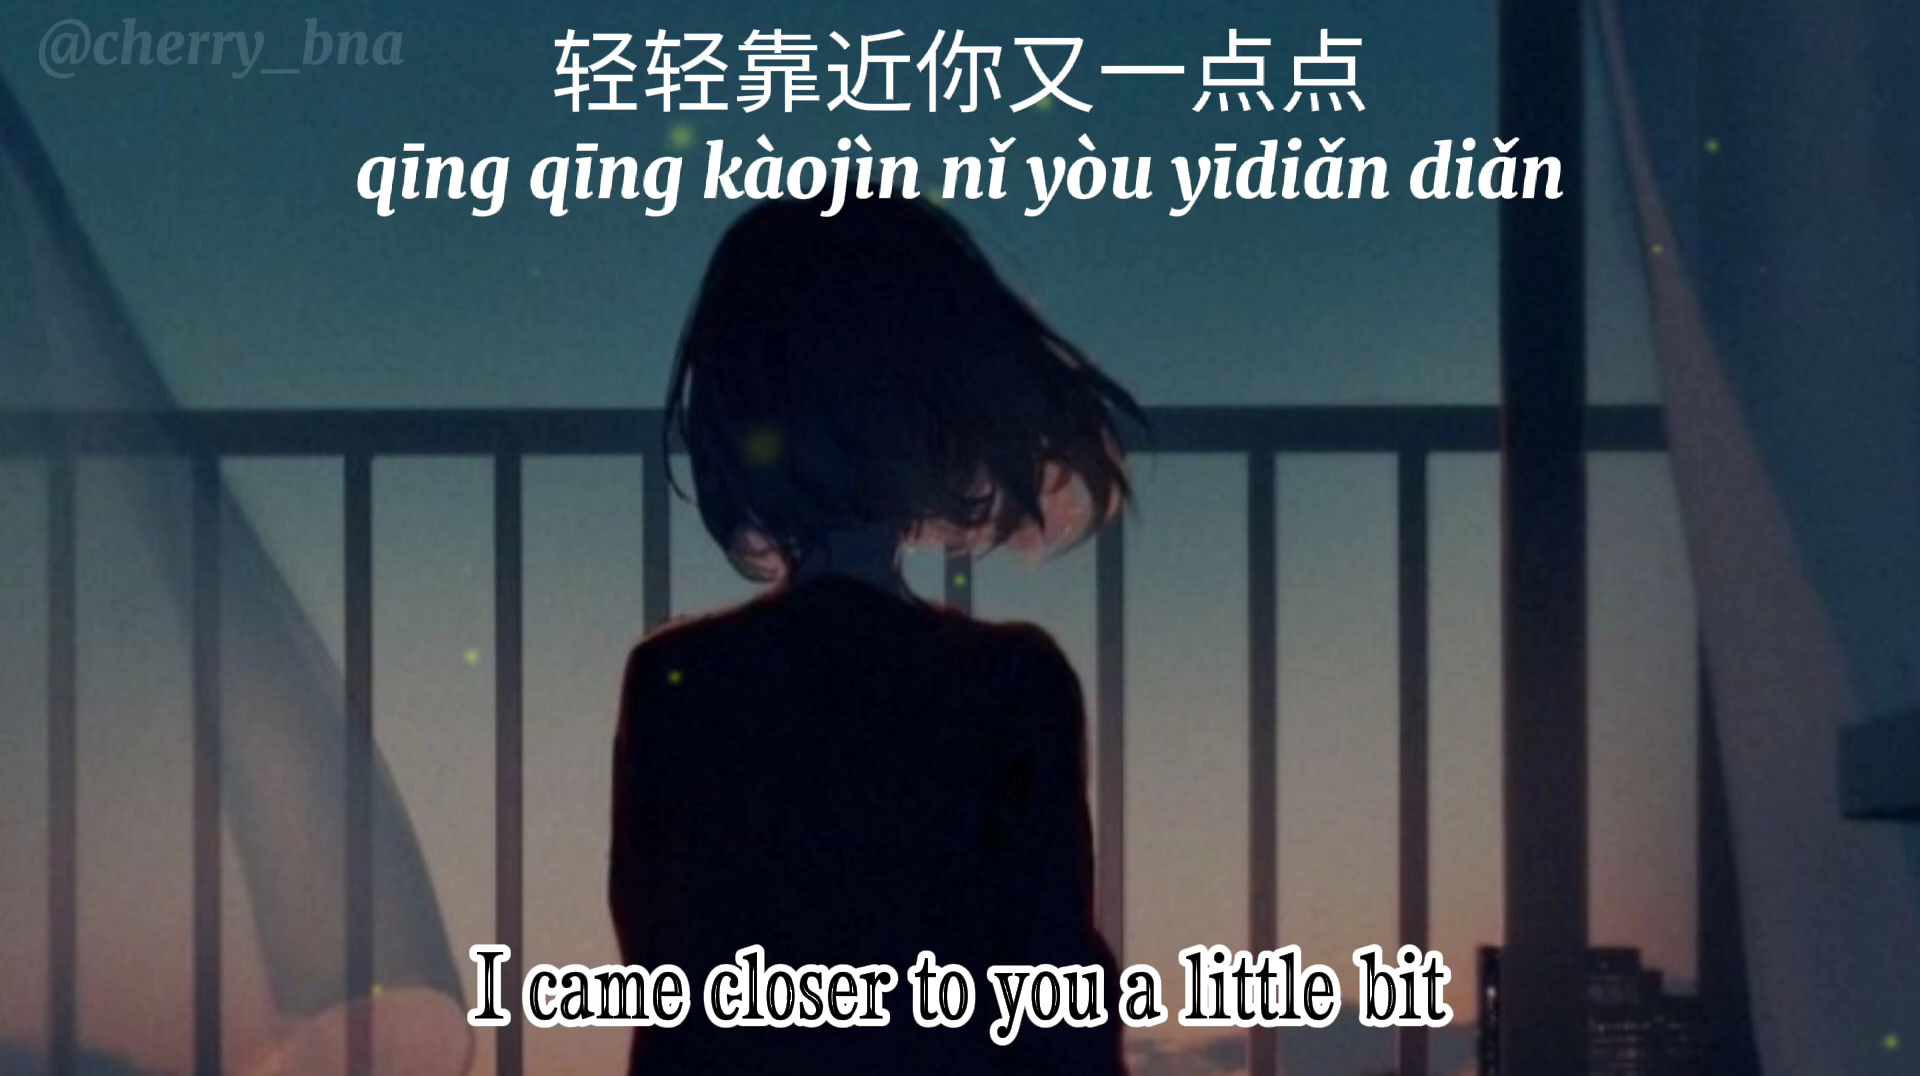 @cherry_bna
轻轻靠近你又一点点
qīng qīng kàojìn nǐ yòu yīdiǎn diǎn
I came closer to you a little bit